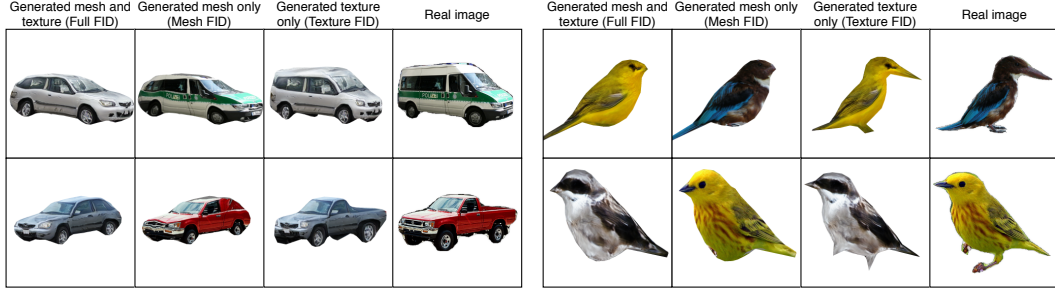 Generated mesh and
texture (Full FID)
Generated mesh only
(Mesh FID)
Generated texture
only (Texture FID)
Real image
Generated mesh and
texture (Full FID)
Generated mesh only
(Mesh FID)
Generated texture
only (Texture FID)
Real image
POLIZEI